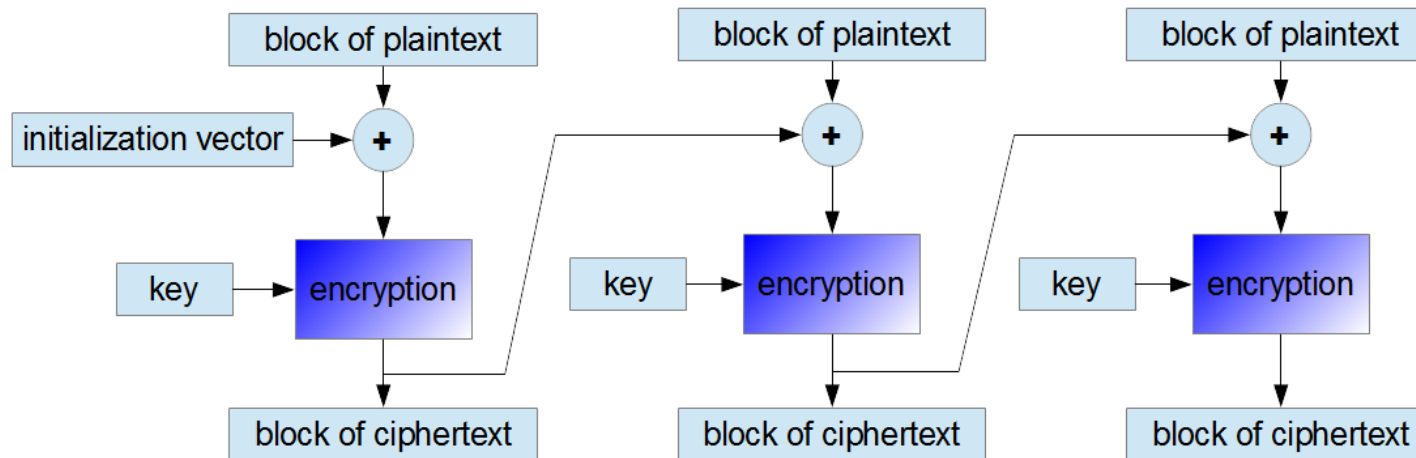 block of plaintext
block of plaintext
block of plaintext
initialization vector
+
+
+
key
encryption
key
encryption
key
encryption
block of ciphertext
block of ciphertext
block of ciphertext